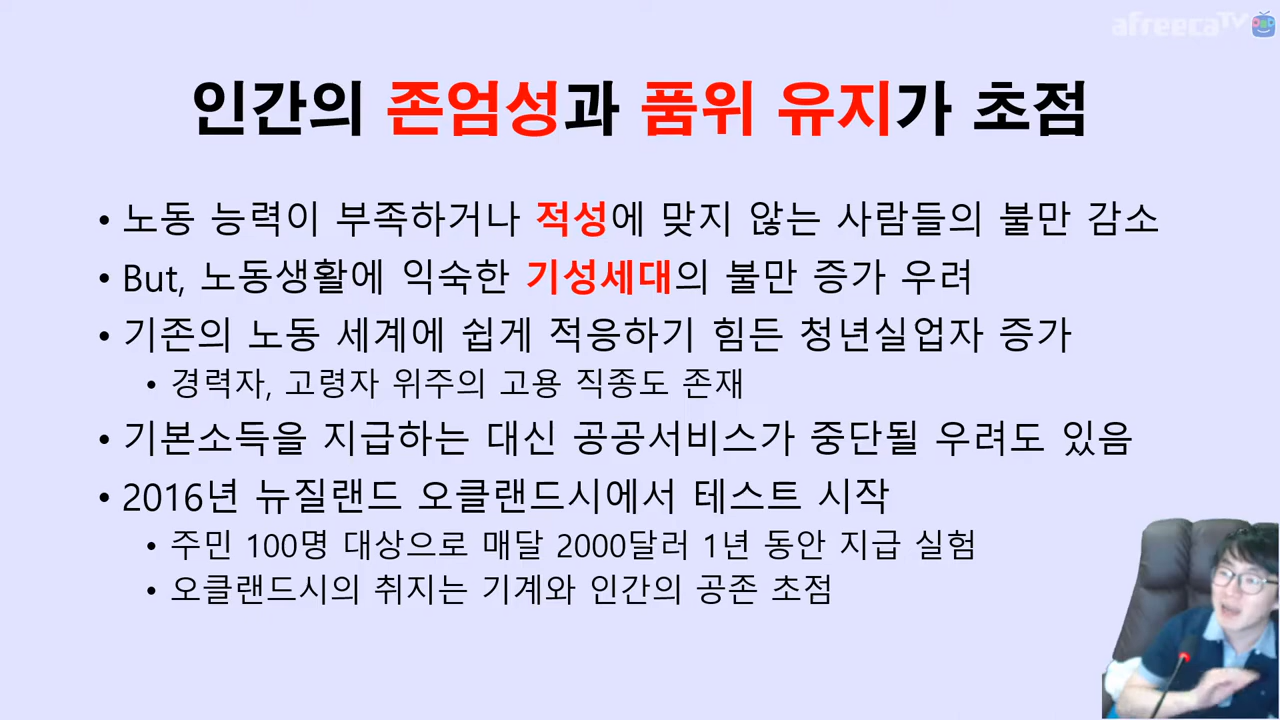 afreecaTV
인간의 존엄성과 품위 유지가 초점
• 노동 능력이 부족하거나 적성에 맞지 않는 사람들의 불만 감소
• But, 노동생활에 익숙한 기성세대의 불만 증가 우려
• 기존의 노동 세계에 쉽게 적응하기 힘든 청년실업자 증가
• 경력자, 고령자 위주의 고용 직종도 존재
• 기본소득을 지급하는 대신 공공서비스가 중단될 우려도 있음
• 2016년 뉴질랜드 오클랜드시에서 테스트 시작
• 주민 100명 대상으로 매달 2000달러 1년 동안 지급 실험
• 오클랜드시의 취지는 기계와 인간의 공존 초점